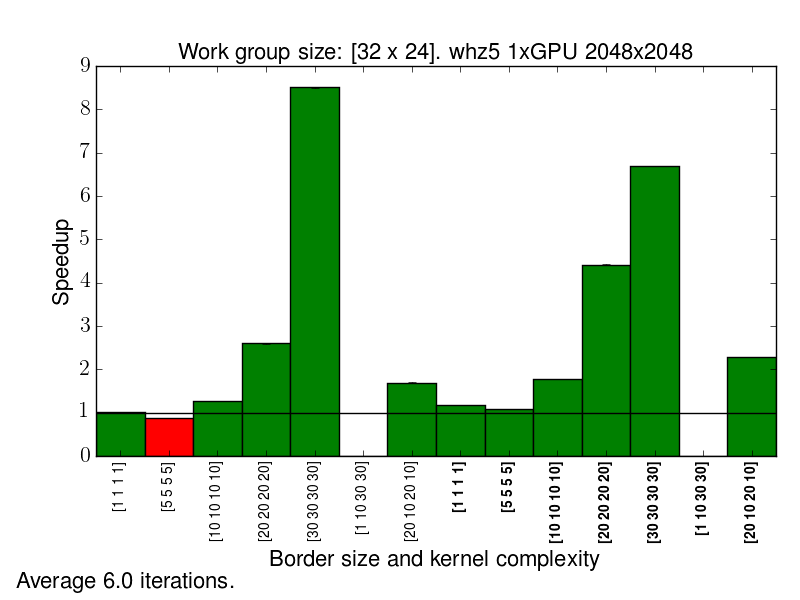 Work group size: [32 x 24]. whz5 1xGPU 2048x2048
9
8
7
6
5
4
3
2
1
0
Speedup
[1 1 1 1]
[5 5 5 5]
[10 10 10 10]
[20 20 20 20]
[30 30 30 30]
[1 10 30 30]
[20 10 20 10]
[1 1 1 1]
[5 5 5 5]
[10 10 10 10]
[20 20 20 20]
[30 30 30 30]
[1 10 30 30]
[20 10 20 10]
Border size and kernel complexity
Average 6.0 iterations.